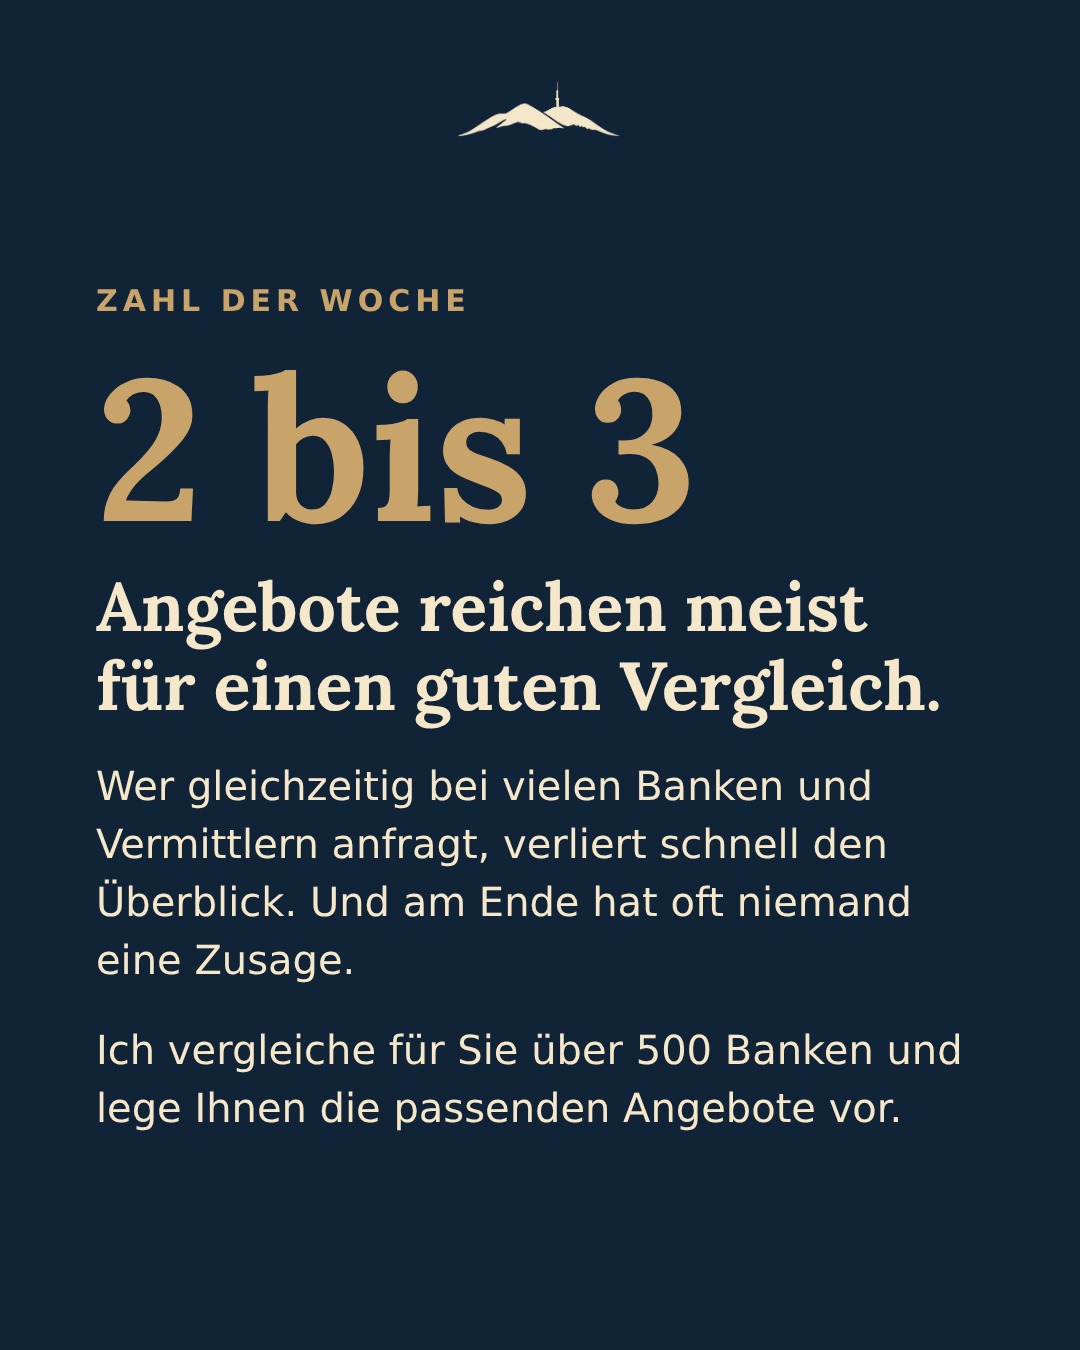 ZAHL DER WOCHE
2 bis 3
Angebote reichen meist
für einen guten Vergleich.
Wer gleichzeitig bei vielen Banken und
Vermittlern anfragt, verliert schnell den
Überblick. Und am Ende hat oft niemand
eine Zusage.
Ich vergleiche für Sie über 500 Banken und
lege Ihnen die passenden Angebote vor.